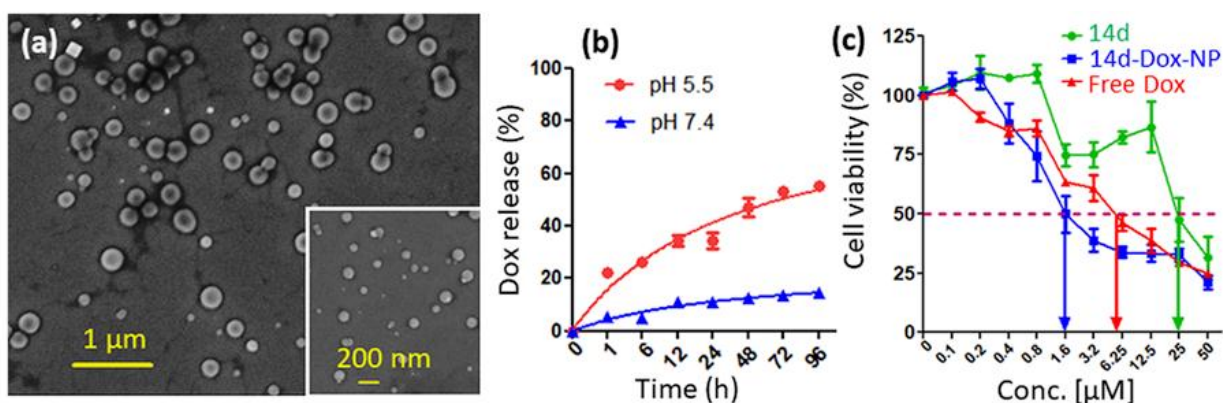 (a)
1 μm
200 nm
(b)
Dox release (%)
100
80
60
40
20
0
pH 5.5
pH 7.4
0 1 6 12 24 48 72 96
Time (h)
(c)
Cell viability (%)
125
100
75
50
25
0
14d
14d-Dox-NP
Free Dox
0 0.1 0.2 0.4 0.8 1.6 3.2 6.25 12.5 25 50
Conc. [μM]